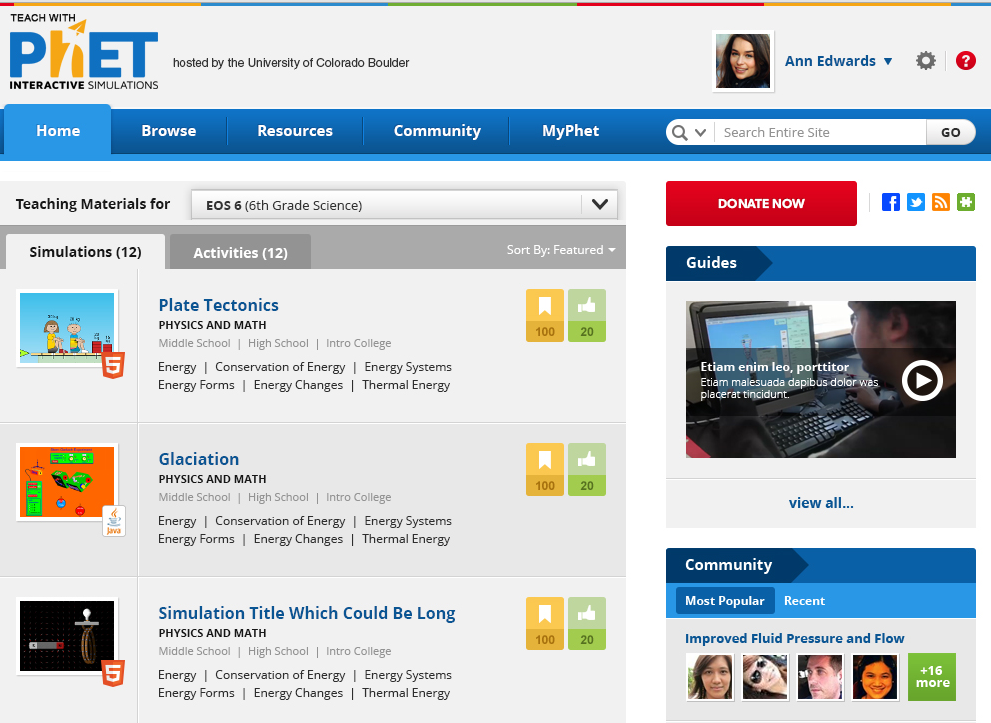 TEACH WITH
PhET
INTERACTIVE SIMULATIONS
hosted by the University of Colorado Boulder
Ann Edwards ▼
?
Home
Browse
Resources
Community
MyPhet
Search Entire Site
GO
Teaching Materials for
EOS 6 (6th Grade Science)
Simulations (12)
Activities (12)
Sort By: Featured
Plate Tectonics
PHYSICS AND MATH
Middle School | High School | Intro College
Energy | Conservation of Energy | Energy Systems
Energy Forms | Energy Changes | Thermal Energy
100
20
5
Glaciation
PHYSICS AND MATH
Middle School | High School | Intro College
Energy | Conservation of Energy | Energy Systems
Energy Forms | Energy Changes | Thermal Energy
100
20
Java
Simulation Title Which Could Be Long
PHYSICS AND MATH
Middle School | High School | Intro College
Energy | Conservation of Energy | Energy Systems
Energy Forms | Energy Changes | Thermal Energy
100
20
5
DONATE NOW
f
Guides
Etiam enim leo, porttitor
Etiam malesuada dapibus dolor was
placerat tincidunt.
view all...
Community
Most Popular
Recent
Improved Fluid Pressure and Flow
+16
more